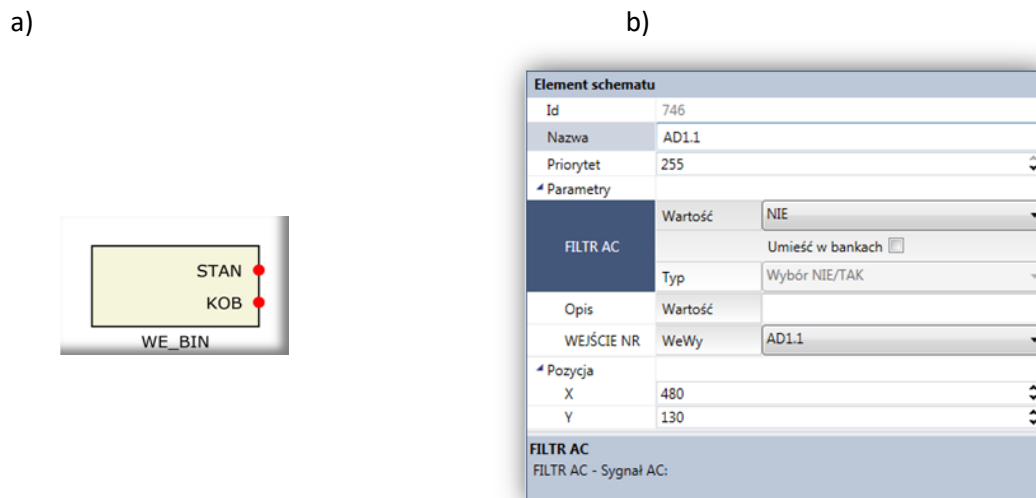 a)
b)
STAN
KOB
WE_BIN
Element schematu
Id 746
Nazwa AD1.1
Priorytet 255
Parametry
FILTR AC Wartość NIE
Umieść w bankach
Typ Wybór NIE/TAK
Opis Wartość
WEJŚCIE NR WeWy AD1.1
Pozycja
X 480
Y 130
FILTR AC
FILTR AC - Sygnał AC: